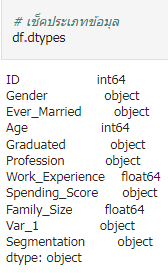 # เช็คประเภทข้อมูล
df.dtypes
ID int64
Gender object
Ever_Married object
Age int64
Graduated object
Profession object
Work_Experience float64
Spending_Score object
Family_Size float64
Var_1 object
Segmentation object
dtype: object